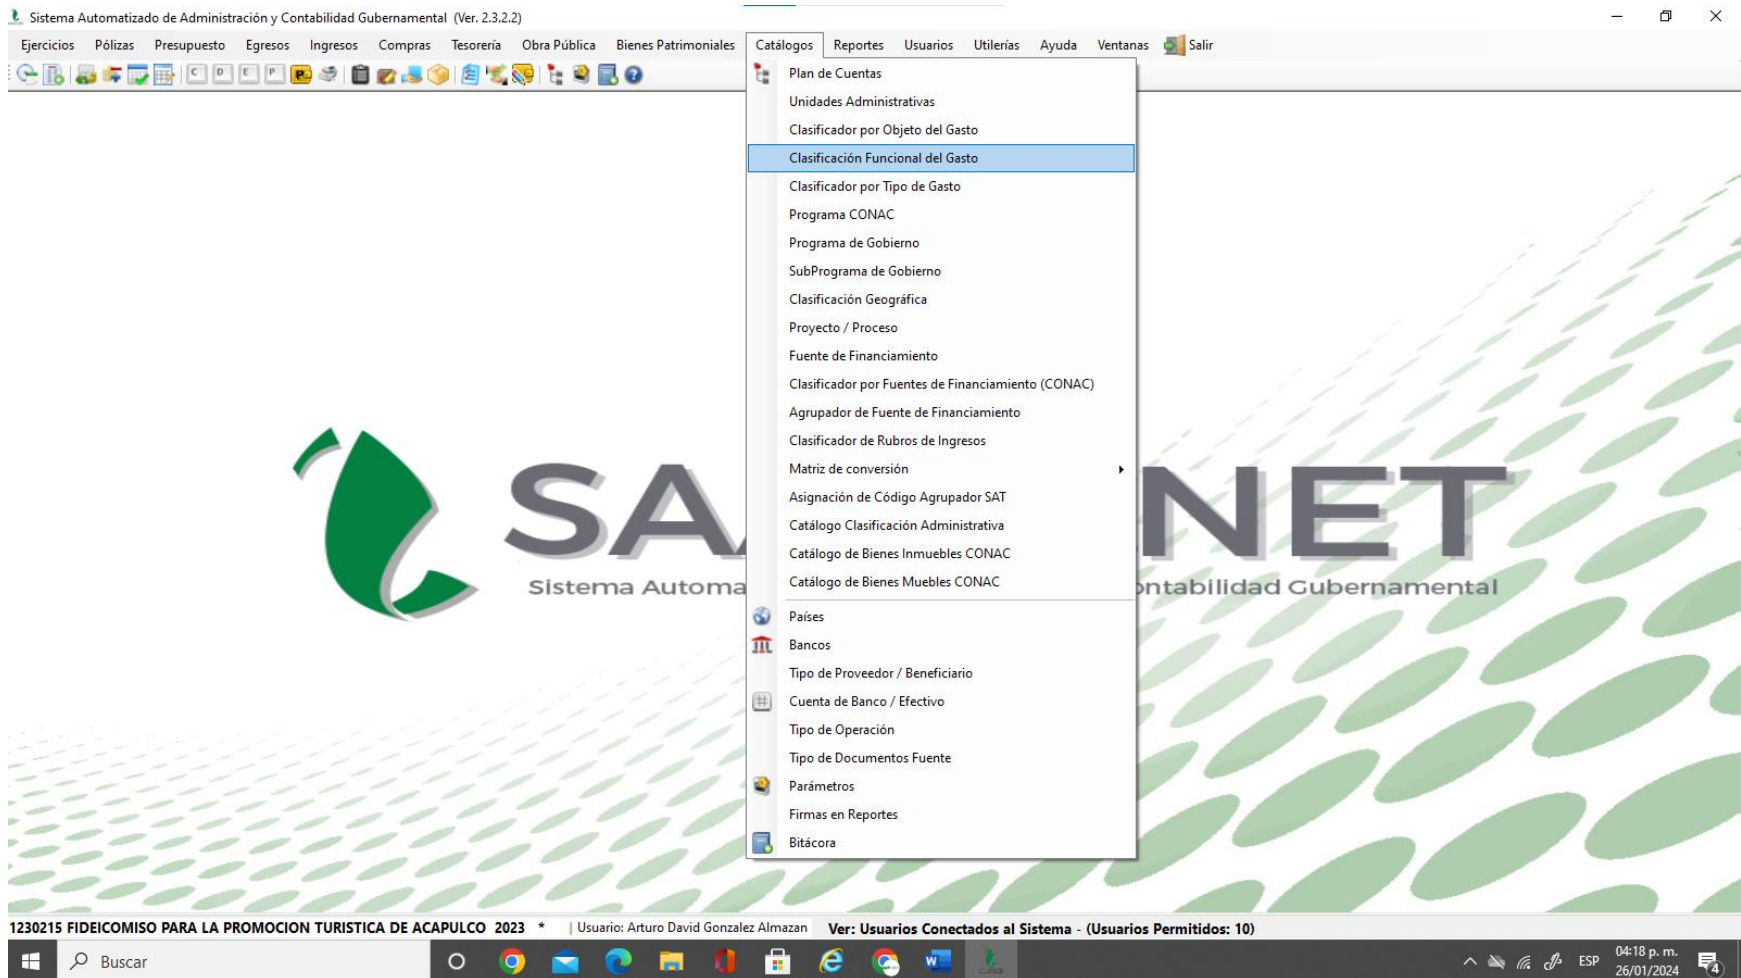 Sistema Automatizado de Administración y Contabilidad Gubernamental (Ver. 2.3.2.2)
Ejercicios Pólizas Presupuesto Egresos Ingresos Compras Tesorería Obra Pública Bienes Patrimoniales Catálogos Reportes Usuarios Utilerías Ayuda Ventanas Salir
C D E P P
Plan de Cuentas
Unidades Administrativas
Clasificador por Objeto del Gasto
Clasificación Funcional del Gasto
Clasificador por Tipo de Gasto
Programa CONAC
Programa de Gobierno
SubPrograma de Gobierno
Clasificación Geográfica
Proyecto / Proceso
Fuente de Financiamiento
Clasificador por Fuentes de Financiamiento (CONAC)
Agrupador de Fuente de Financiamiento
Clasificador de Rubros de Ingresos
Matriz de conversión
Asignación de Código Agrupador SAT
Catálogo Clasificación Administrativa
Catálogo de Bienes Inmuebles CONAC
Catálogo de Bienes Muebles CONAC
Países
Bancos
Tipo de Proveedor / Beneficiario
Cuenta de Banco / Efectivo
Tipo de Operación
Tipo de Documentos Fuente
Parámetros
Firmas en Reportes
Bitácora
SA NET
Sistema Automa ntabilidad Gubernamental
1230215 FIDEICOMISO PARA LA PROMOCION TURISTICA DE ACAPULCO 2023 * | Usuario: Arturo David Gonzalez Almazan Ver: Usuarios Conectados al Sistema - (Usuarios Permitidos: 10)
Buscar
ESP
04:18 p. m.
26/01/2024
4